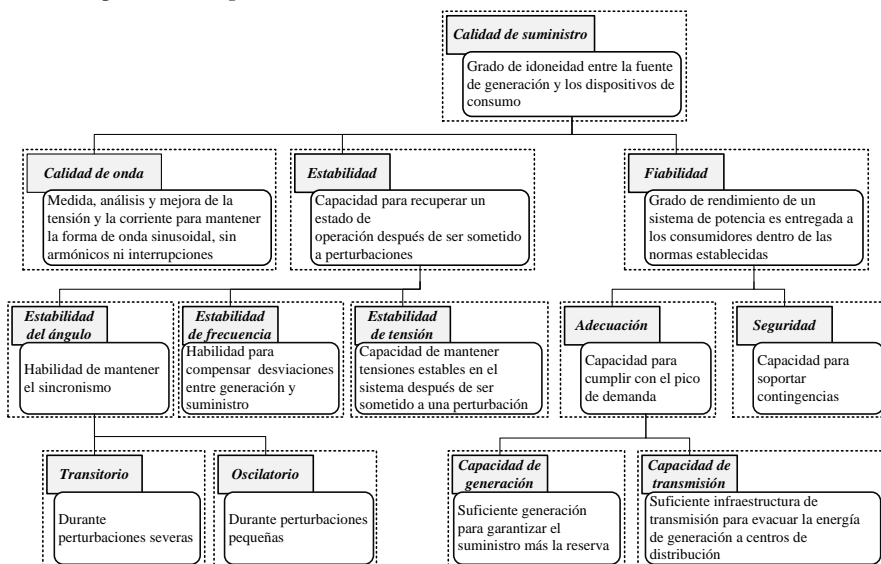 Calidad de suministro
Grado de idoneidad entre la fuente
de generación y los dispositivos de
consumo
Calidad de onda
Medida, análisis y mejora de la
tensión y la corriente para mantener
la forma de onda sinusoidal, sin
armónicos ni interrupciones
Estabilidad
Capacidad para recuperar un
estado de
operación después de ser sometido
a perturbaciones
Fiabilidad
Grado de rendimiento de un
sistema de potencia es entregada a
los consumidores dentro de las
normas establecidas
Estabilidad
del ángulo
Habilidad de mantener
el sincronismo
Estabilidad
de frecuencia
Habilidad para
compensar desviaciones
entre generación y
suministro
Estabilidad
de tensión
Capacidad de mantener
tensiones estables en el
sistema después de ser
sometido a una perturbación
Adecuación
Capacidad para
cumplir con el pico
de demanda
Seguridad
Capacidad para
soportar
contingencias
Transitorio
Durante
perturbaciones severas
Oscilatorio
Durante perturbaciones
pequeñas
Capacidad de
generación
Suficiente generación
para garantizar el
suministro más la reserva
Capacidad de
transmisión
Suficiente infraestructura de
transmisión para evacuar la energía
de generación a centros de
distribución